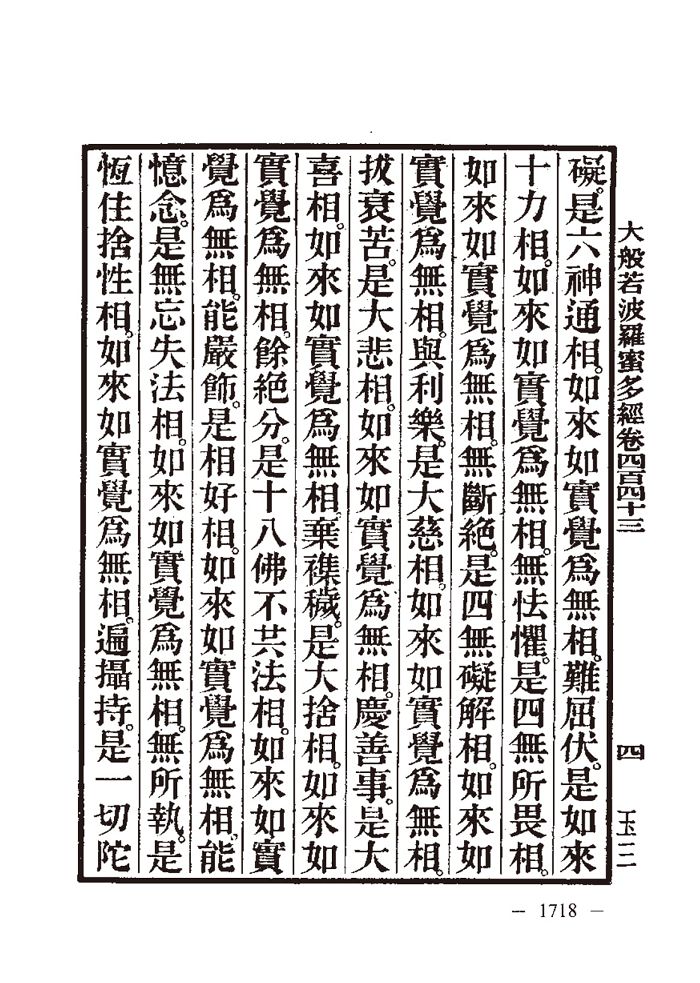 大般若波羅蜜多經卷四百四十三
四
玉三
礙。是六神通相。如來如實覺爲無相。難屈伏。是如來
十力相。如來如實覺爲無相。無怯懼。是四無所畏相。
如來如實覺爲無相。無斷絕。是四無礙解相。如來如
實覺爲無相。與利樂。是大慈相。如來如實覺爲無相。
拔衰苦。是大悲相。如來如實覺爲無相。慶善事。是大
喜相。如來如實覺爲無相。棄襍穢。是大捨相。如來如
實覺爲無相。餘絕分。是十八佛不共法相。如來如實
覺爲無相。能嚴飾。是相好相。如來如實覺爲無相。能
憶念。是無忘失法相。如來如實覺爲無相。無所執。是
恆住捨性相。如來如實覺爲無相。遍攝持。是一切陀
— 1718 —